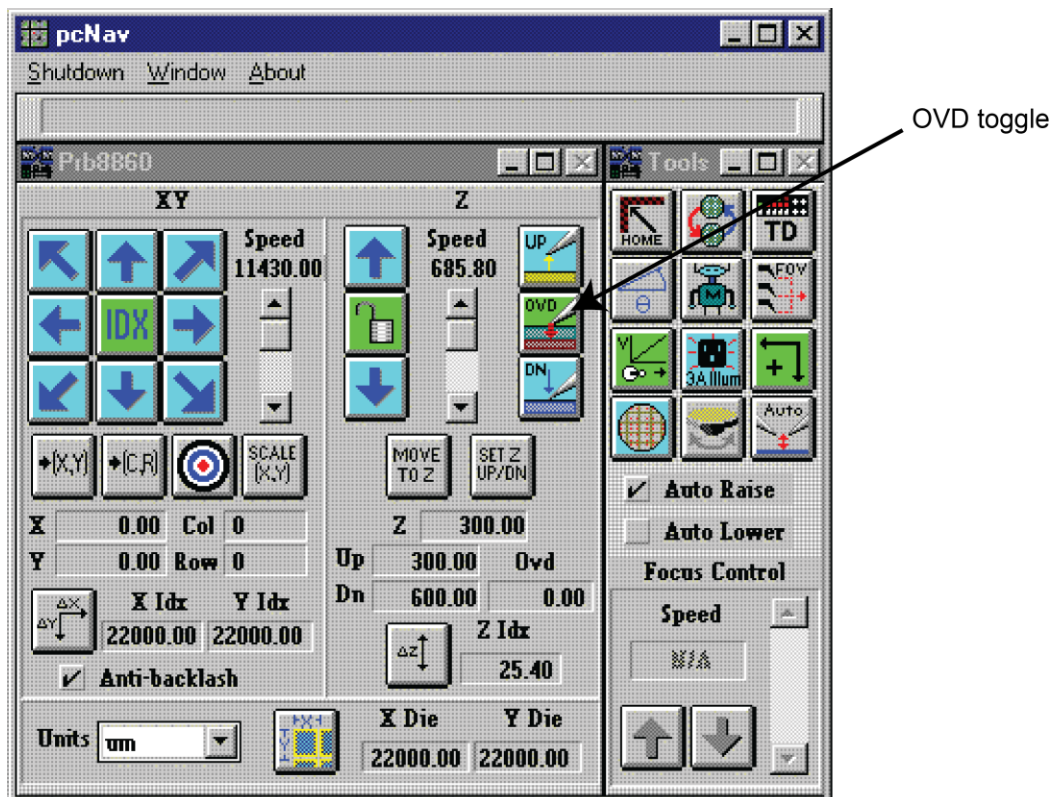 pcNav
Shutdown Window About
OVD toggle
Prb8860
XY
Z
IDX
Speed
11430.00
Speed
685.80
UP
OVD
DN
→(X,Y)
→(C,R)
SCALE
(X,Y)
MOVE
TO Z
SET Z
UP/DN
X 0.00 Col 0
Y 0.00 Row 0
Z 300.00
Up 300.00 Ovd
Dn 600.00 0.00
ΔX
ΔY
X Idx Y Idx
22000.00 22000.00
ΔZ
Z Idx
25.40
Anti-backlash
Units um
X
Y
X Die Y Die
22000.00 22000.00
Tools
HOME
TD
θ
M
FOV
V
3A Illum
+
Auto
Auto Raise
Auto Lower
Focus Control
Speed
N/A